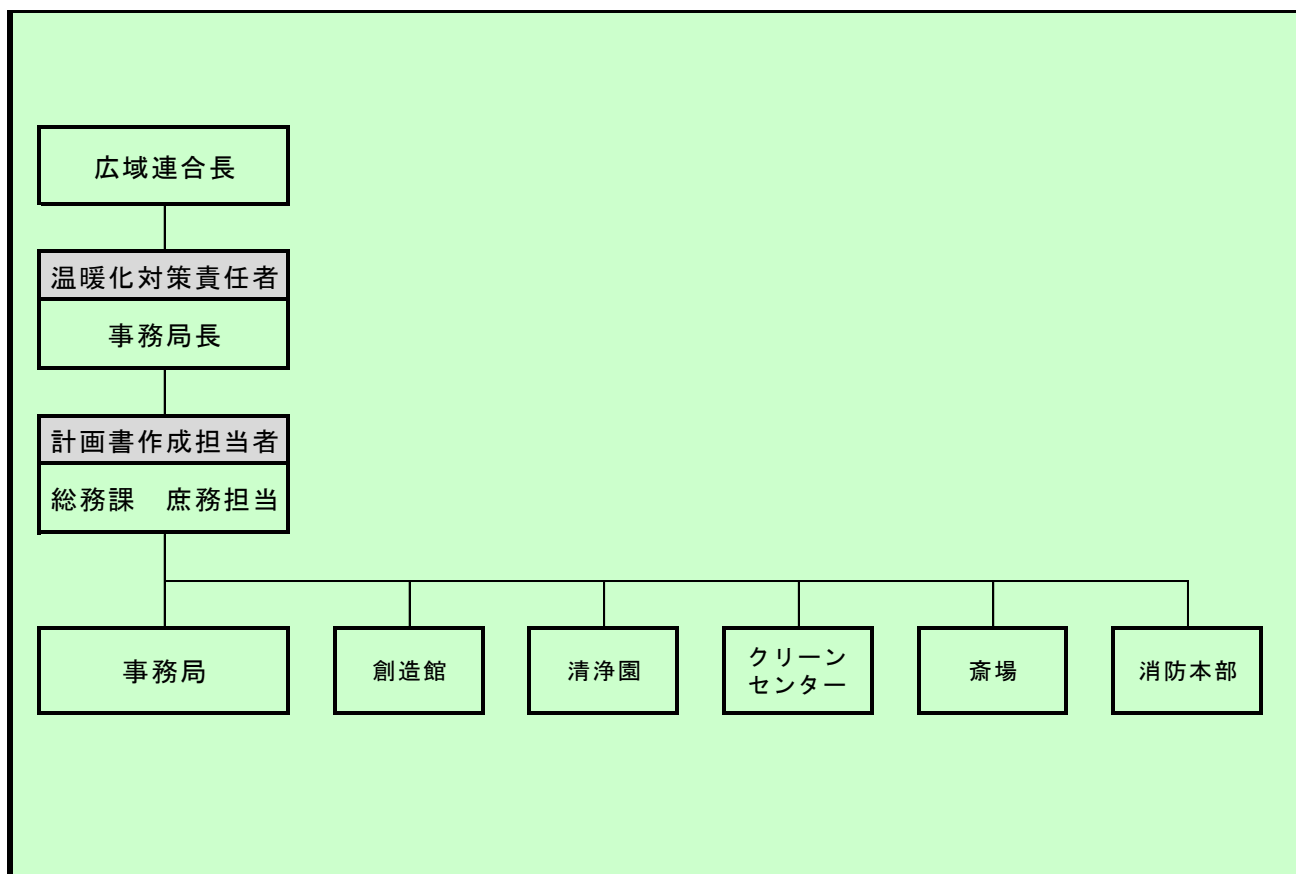 広域連合長
温暖化対策責任者
事務局長
計画書作成担当者
総務課　庶務担当
事務局
創造館
清浄園
クリーン
センター
斎場
消防本部